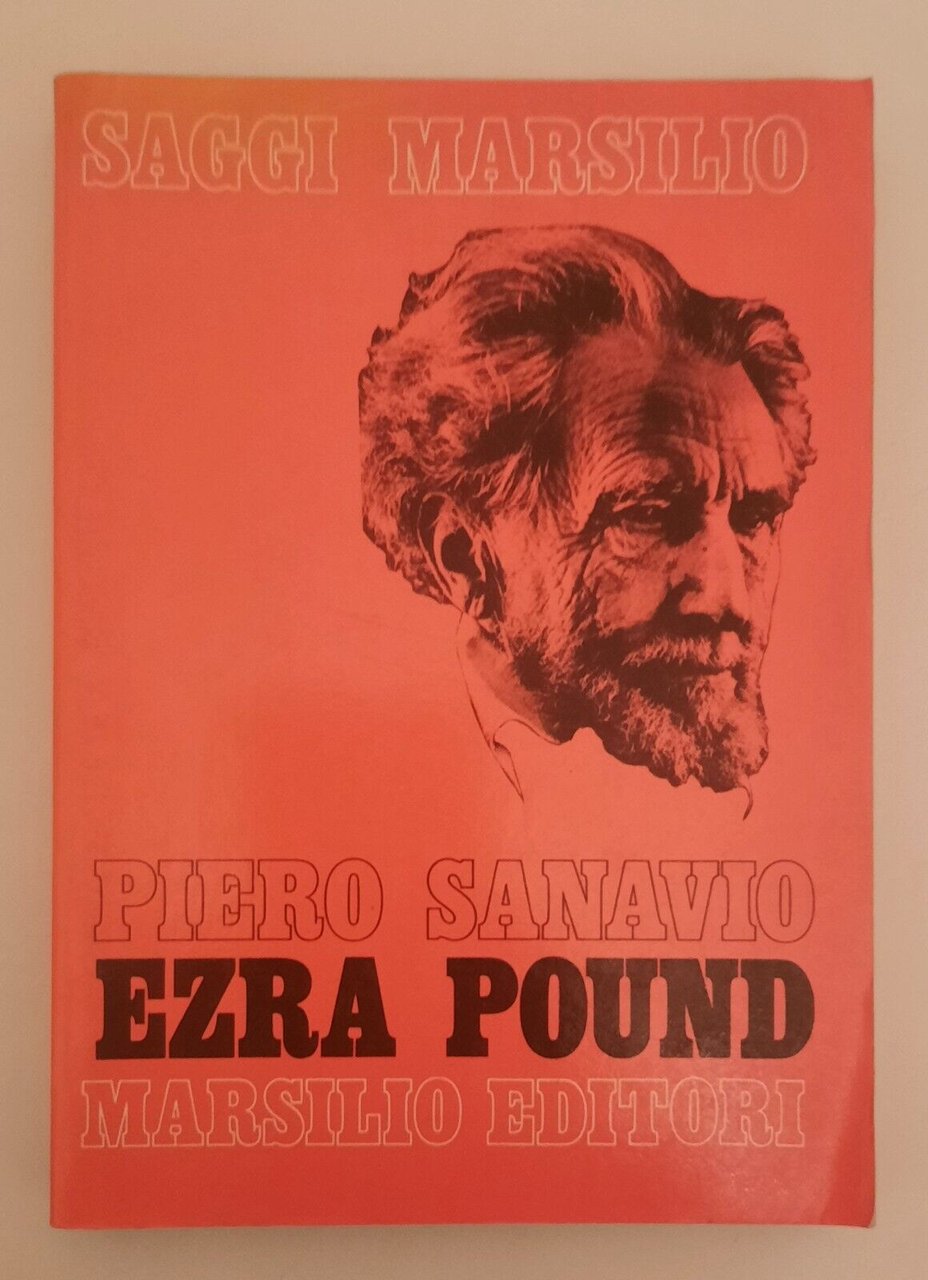 SAGGI MARSILIO
PIERO SANAVIO
EZRA POUND
MARSILIO EDITORI